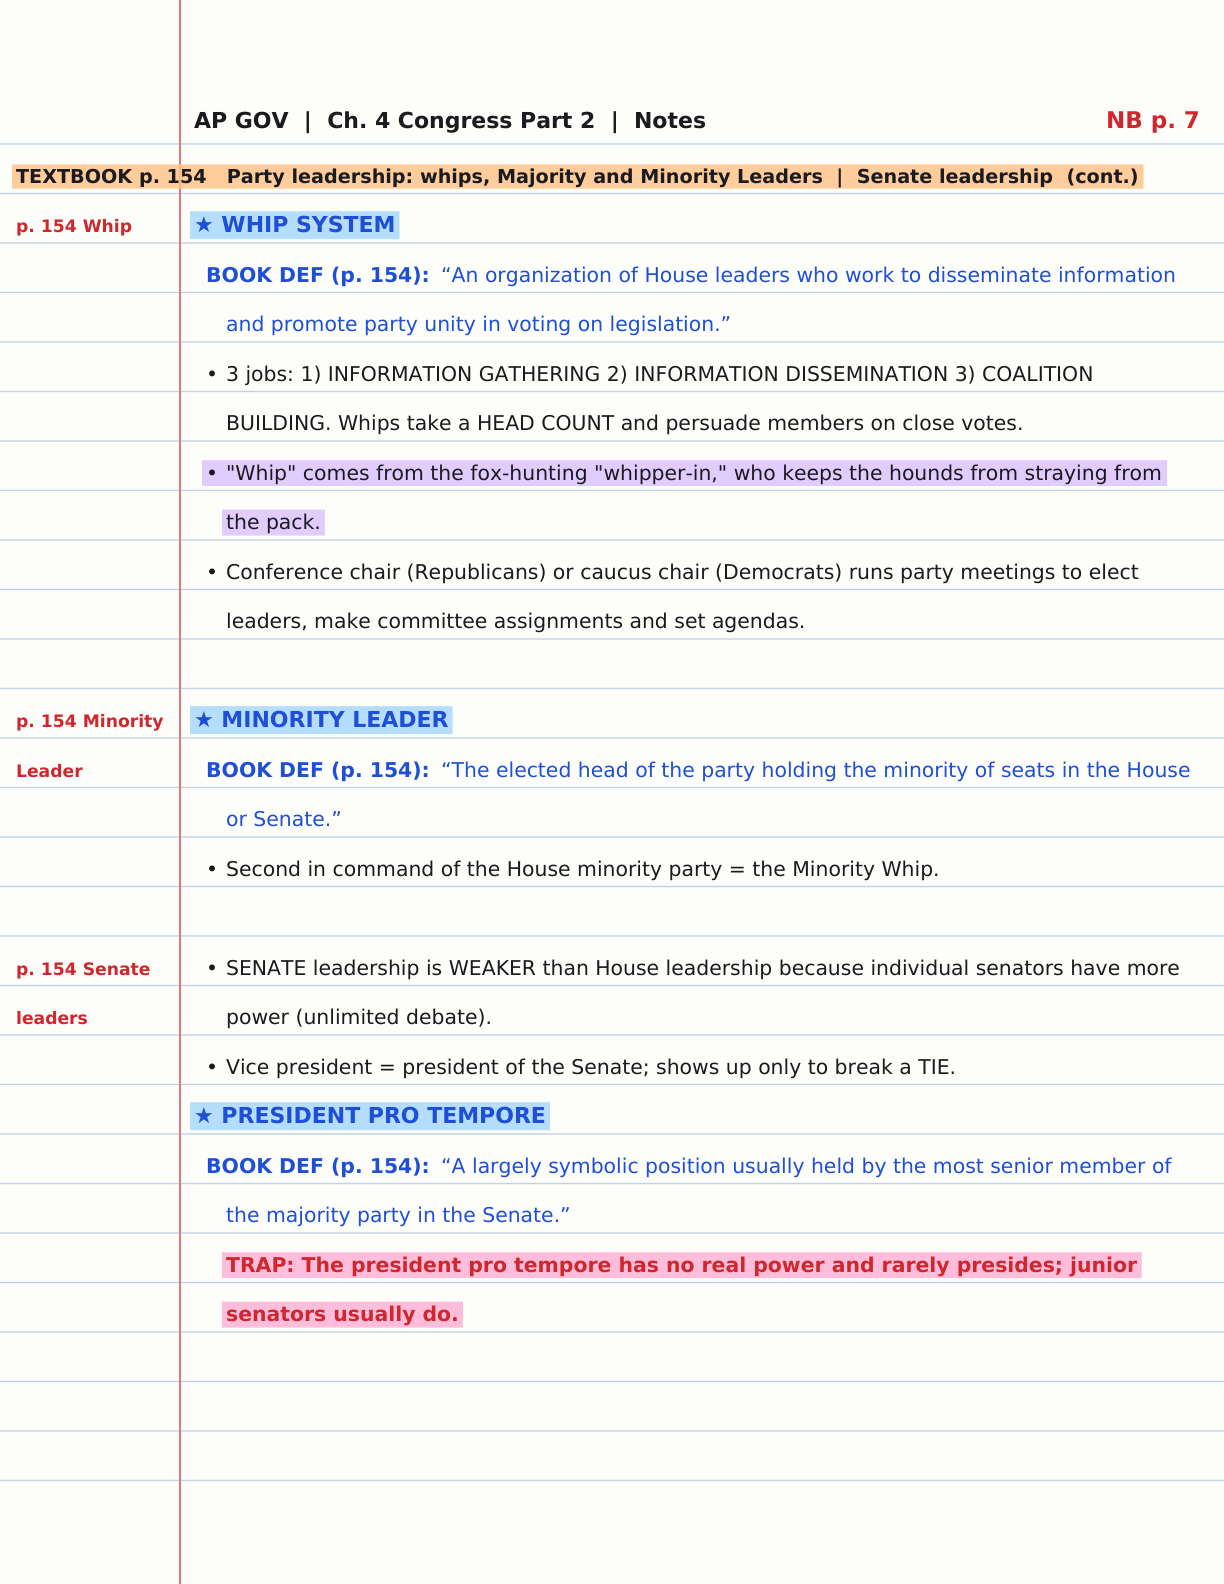 AP GOV | Ch. 4 Congress Part 2 | Notes
NB p. 7
TEXTBOOK p. 154 Party leadership: whips, Majority and Minority Leaders | Senate leadership (cont.)
p. 154 Whip
★ WHIP SYSTEM
BOOK DEF (p. 154): “An organization of House leaders who work to disseminate information
and promote party unity in voting on legislation.”
• 3 jobs: 1) INFORMATION GATHERING 2) INFORMATION DISSEMINATION 3) COALITION
BUILDING. Whips take a HEAD COUNT and persuade members on close votes.
• "Whip" comes from the fox-hunting "whipper-in," who keeps the hounds from straying from
the pack.
• Conference chair (Republicans) or caucus chair (Democrats) runs party meetings to elect
leaders, make committee assignments and set agendas.
p. 154 Minority
Leader
★ MINORITY LEADER
BOOK DEF (p. 154): “The elected head of the party holding the minority of seats in the House
or Senate.”
• Second in command of the House minority party = the Minority Whip.
p. 154 Senate
leaders
• SENATE leadership is WEAKER than House leadership because individual senators have more
power (unlimited debate).
• Vice president = president of the Senate; shows up only to break a TIE.
★ PRESIDENT PRO TEMPORE
BOOK DEF (p. 154): “A largely symbolic position usually held by the most senior member of
the majority party in the Senate.”
TRAP: The president pro tempore has no real power and rarely presides; junior
senators usually do.